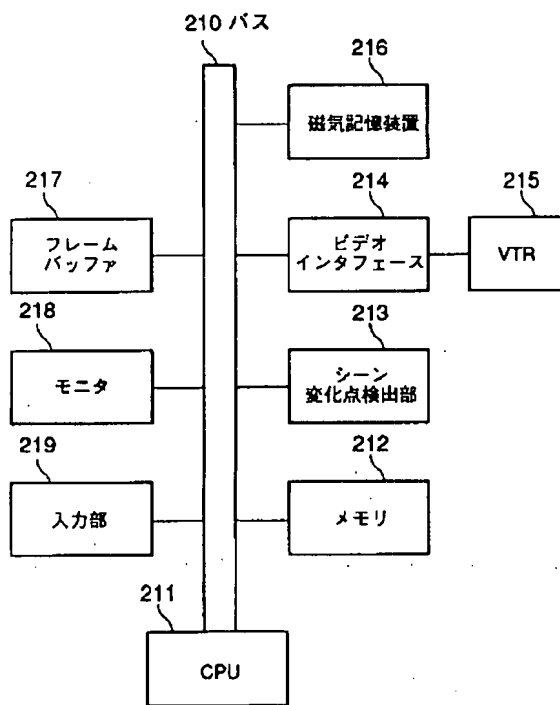 210 バス
216
磁気記憶装置
217
フレーム
バッファ
214
ビデオ
インタフェース
215
VTR
218
モニタ
213
シーン
変化点検出部
219
入力部
212
メモリ
211
CPU